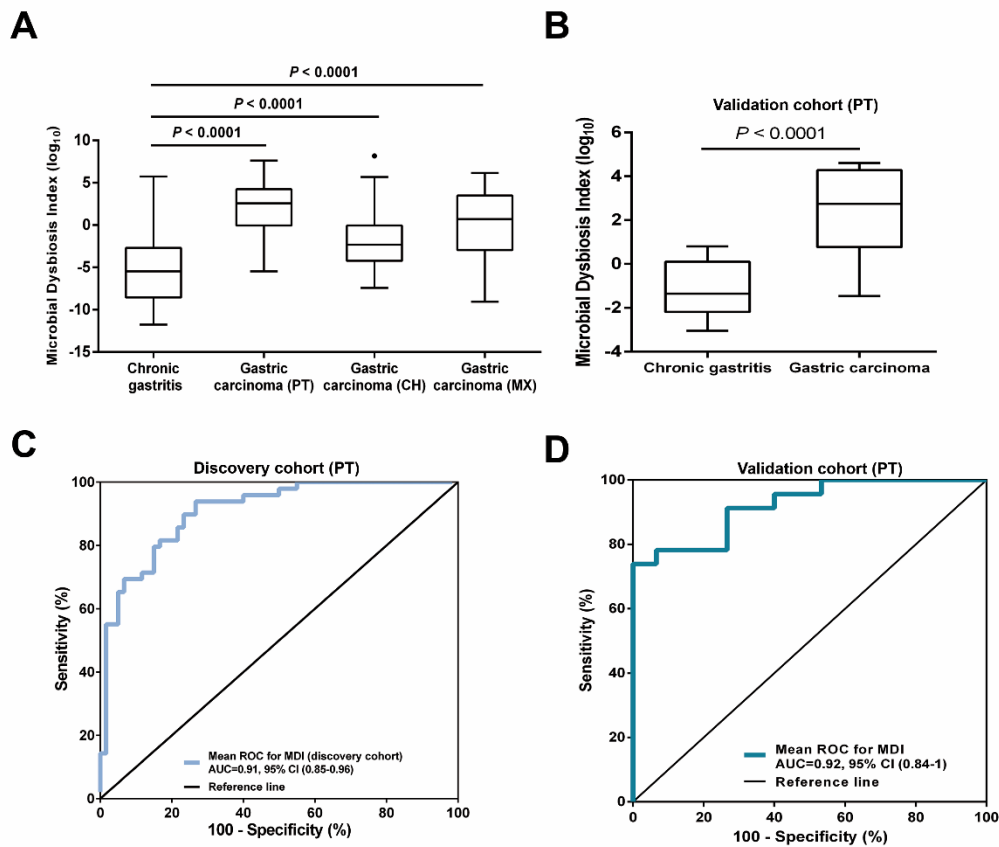 A
P < 0.0001
P < 0.0001
P < 0.0001
Microbial Dysbiosis Index (log10)
10
5
0
-5
-10
-15
Chronic
gastritis
Gastric
carcinoma (PT)
Gastric
carcinoma (CH)
Gastric
carcinoma (MX)
B
Validation cohort (PT)
P < 0.0001
Microbial Dysbiosis Index (log10)
6
4
2
0
-2
-4
Chronic gastritis
Gastric carcinoma
C
Discovery cohort (PT)
Sensitivity (%)
100
80
60
40
20
0
Mean ROC for MDI (discovery cohort)
AUC=0.91, 95% CI (0.85-0.96)
Reference line
0 20 40 60 80 100
100 - Specificity (%)
D
Validation cohort (PT)
Sensitivity (%)
100
80
60
40
20
0
Mean ROC for MDI
AUC=0.92, 95% CI (0.84-1)
Reference line
0 20 40 60 80 100
100 - Specificity (%)